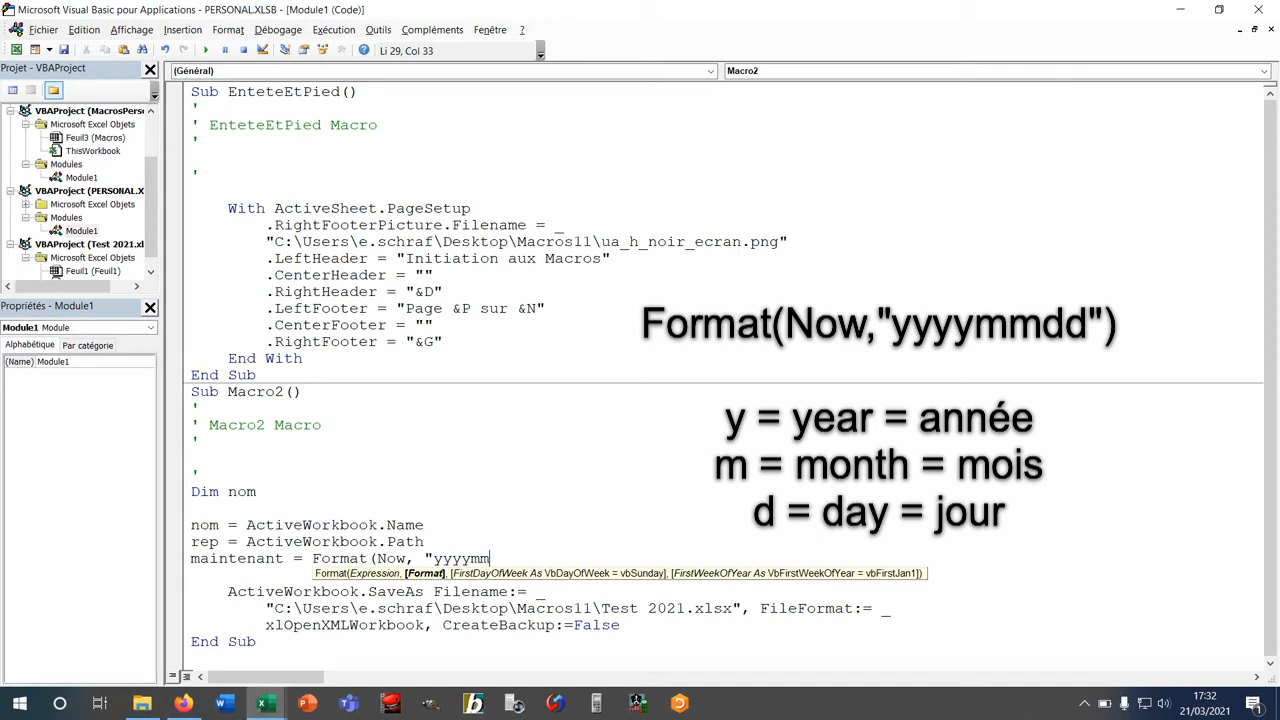 Microsoft Visual Basic pour Applications - PERSONAL.XLSB - [Module1 (Code)]
Fichier Edition Affichage Insertion Format Débogage Exécution Outils Compléments Fenêtre ?
Li 29, Col 33
Projet - VBAProject
(Général) Macro2
VBAProject (MacrosPers
Microsoft Excel Objets
Feuil3 (Macros)
ThisWorkbook
Modules
Module1
VBAProject (PERSONAL.X
Microsoft Excel Objets
Modules
Module1
VBAProject (Test 2021.xl
Microsoft Excel Objets
Feuil1 (Feuil1)
Propriétés - Module1
Module1 Module
Alphabétique Par catégorie
(Name) Module1
Sub EnteteEtPied()
'
' EnteteEtPied Macro
'
'
With ActiveSheet.PageSetup
.RightFooterPicture.Filename = _
"C:\Users\e.schraf\Desktop\Macros11\ua_h_noir_ecran.png"
.LeftHeader = "Initiation aux Macros"
.CenterHeader = ""
.RightHeader = "&D"
.LeftFooter = "Page &P sur &N"
.CenterFooter = ""
.RightFooter = "&G"
End With
End Sub
Sub Macro2()
'
' Macro2 Macro
'
'
Dim nom
nom = ActiveWorkbook.Name
rep = ActiveWorkbook.Path
maintenant = Format(Now, "yyyymm
Format(Expression, [Format], [FirstDayOfWeek As VbDayOfWeek = vbSunday], [FirstWeekOfYear As VbFirstWeekOfYear = vbFirstJan1])
ActiveWorkbook.SaveAs Filename:= _
"C:\Users\e.schraf\Desktop\Macros11\Test 2021.xlsx", FileFormat:= _
xlOpenXMLWorkbook, CreateBackup:=False
End Sub
Format(Now,"yyyymmdd")
y = year = année
m = month = mois
d = day = jour
17:32
21/03/2021